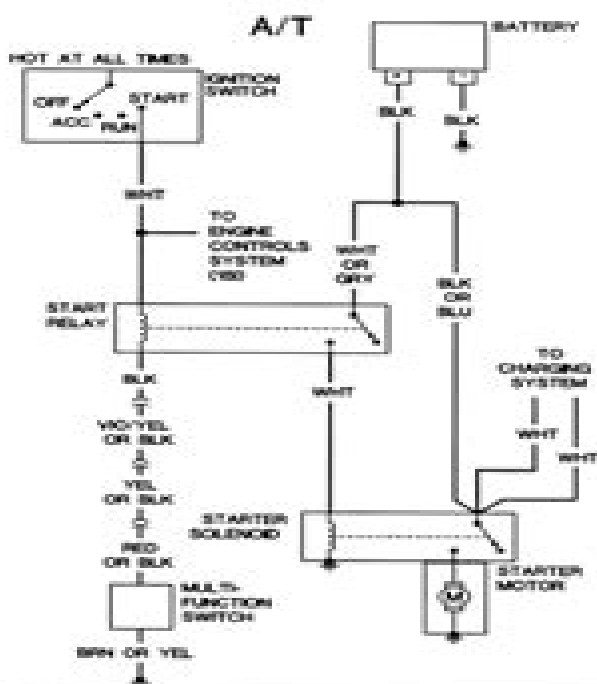 A/T
BATTERY
HOT AT ALL TIMES
IGNITION
SWITCH
OFF
START
ACC
RUN
BLK
BLK
WHT
TO
ENGINE
CONTROLS
SYSTEM
WHT
OR
GRY
BLK
OR
BLU
START
RELAY
TO
CHARGING
SYSTEM
BLK
WHT
WHT
WHT
VIO/YEL
OR BLK
YEL
OR BLK
STARTER
SOLENOID
RED
OR BLK
STARTER
MOTOR
M
MULTI-
FUNCTION
SWITCH
BRN OR YEL